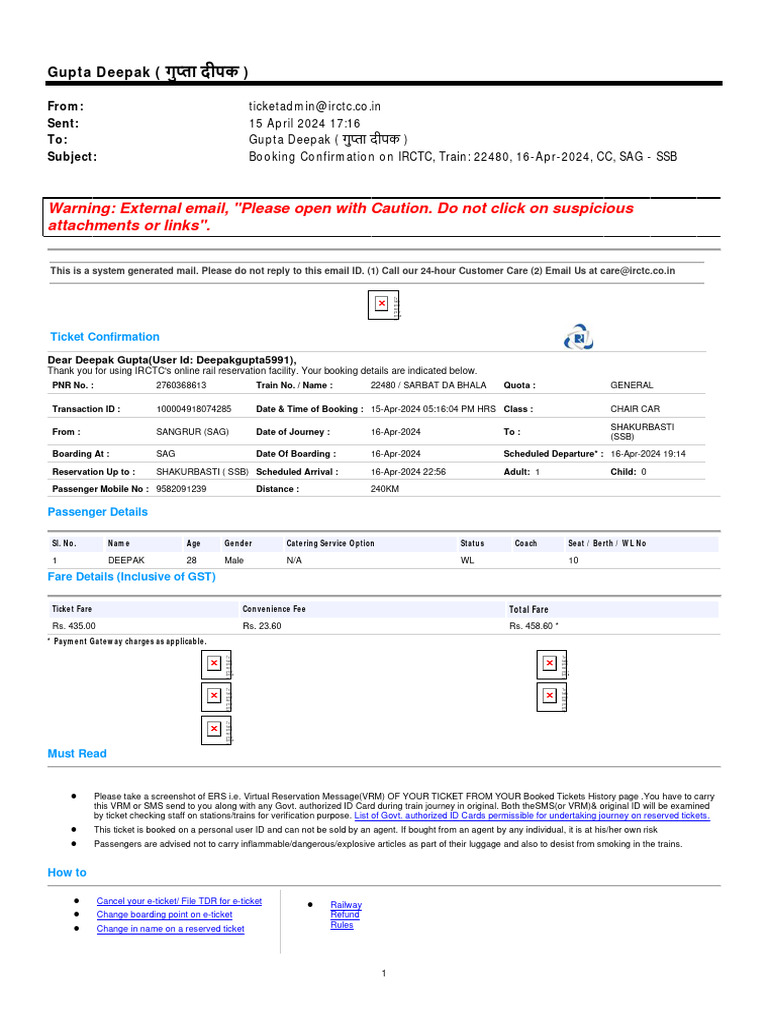 Gupta Deepak ( गुप्ता दीपक )
From: ticketadmin@irctc.co.in
Sent: 15 April 2024 17:16
To: Gupta Deepak ( गुप्ता दीपक )
Subject: Booking Confirmation on IRCTC, Train: 22480, 16-Apr-2024, CC, SAG - SSB
Warning: External email, "Please open with Caution. Do not click on suspicious
attachments or links".
This is a system generated mail. Please do not reply to this email ID. (1) Call our 24-hour Customer Care (2) Email Us at care@irctc.co.in
Ticket Confirmation
Dear Deepak Gupta(User Id: Deepakgupta5991),
Thank you for using IRCTC's online rail reservation facility. Your booking details are indicated below.
PNR No. : 2760368613 Train No. / Name : 22480 / SARBAT DA BHALA Quota : GENERAL
Transaction ID : 100004918074285 Date & Time of Booking : 15-Apr-2024 05:16:04 PM HRS Class : CHAIR CAR
From : SANGRUR (SAG) Date of Journey : 16-Apr-2024 To : SHAKURBASTI
(SSB)
Boarding At : SAG Date Of Boarding : 16-Apr-2024 Scheduled Departure* : 16-Apr-2024 19:14
Reservation Up to : SHAKURBASTI ( SSB) Scheduled Arrival : 16-Apr-2024 22:56 Adult: 1 Child: 0
Passenger Mobile No : 9582091239 Distance : 240KM
Passenger Details
Sl. No. Name Age Gender Catering Service Option Status Coach Seat / Berth / WL No
1 DEEPAK 28 Male N/A WL 10
Fare Details (Inclusive of GST)
Ticket Fare Convenience Fee Total Fare
Rs. 435.00 Rs. 23.60 Rs. 458.60 *
* Payment Gateway charges as applicable.
Must Read
● Please take a screenshot of ERS i.e. Virtual Reservation Message(VRM) OF YOUR TICKET FROM YOUR Booked Tickets History page .You have to carry
this VRM or SMS send to you along with any Govt. authorized ID Card during train journey in original. Both theSMS(or VRM)& original ID will be examined
by ticket checking staff on stations/trains for verification purpose. List of Govt. authorized ID Cards permissible for undertaking journey on reserved tickets.
● This ticket is booked on a personal user ID and can not be sold by an agent. If bought from an agent by any individual, it is at his/her own risk
● Passengers are advised not to carry inflammable/dangerous/explosive articles as part of their luggage and also to desist from smoking in the trains.
How to
● Cancel your e-ticket/ File TDR for e-ticket
● Change boarding point on e-ticket
● Change in name on a reserved ticket
● Railway
Refund
Rules
1